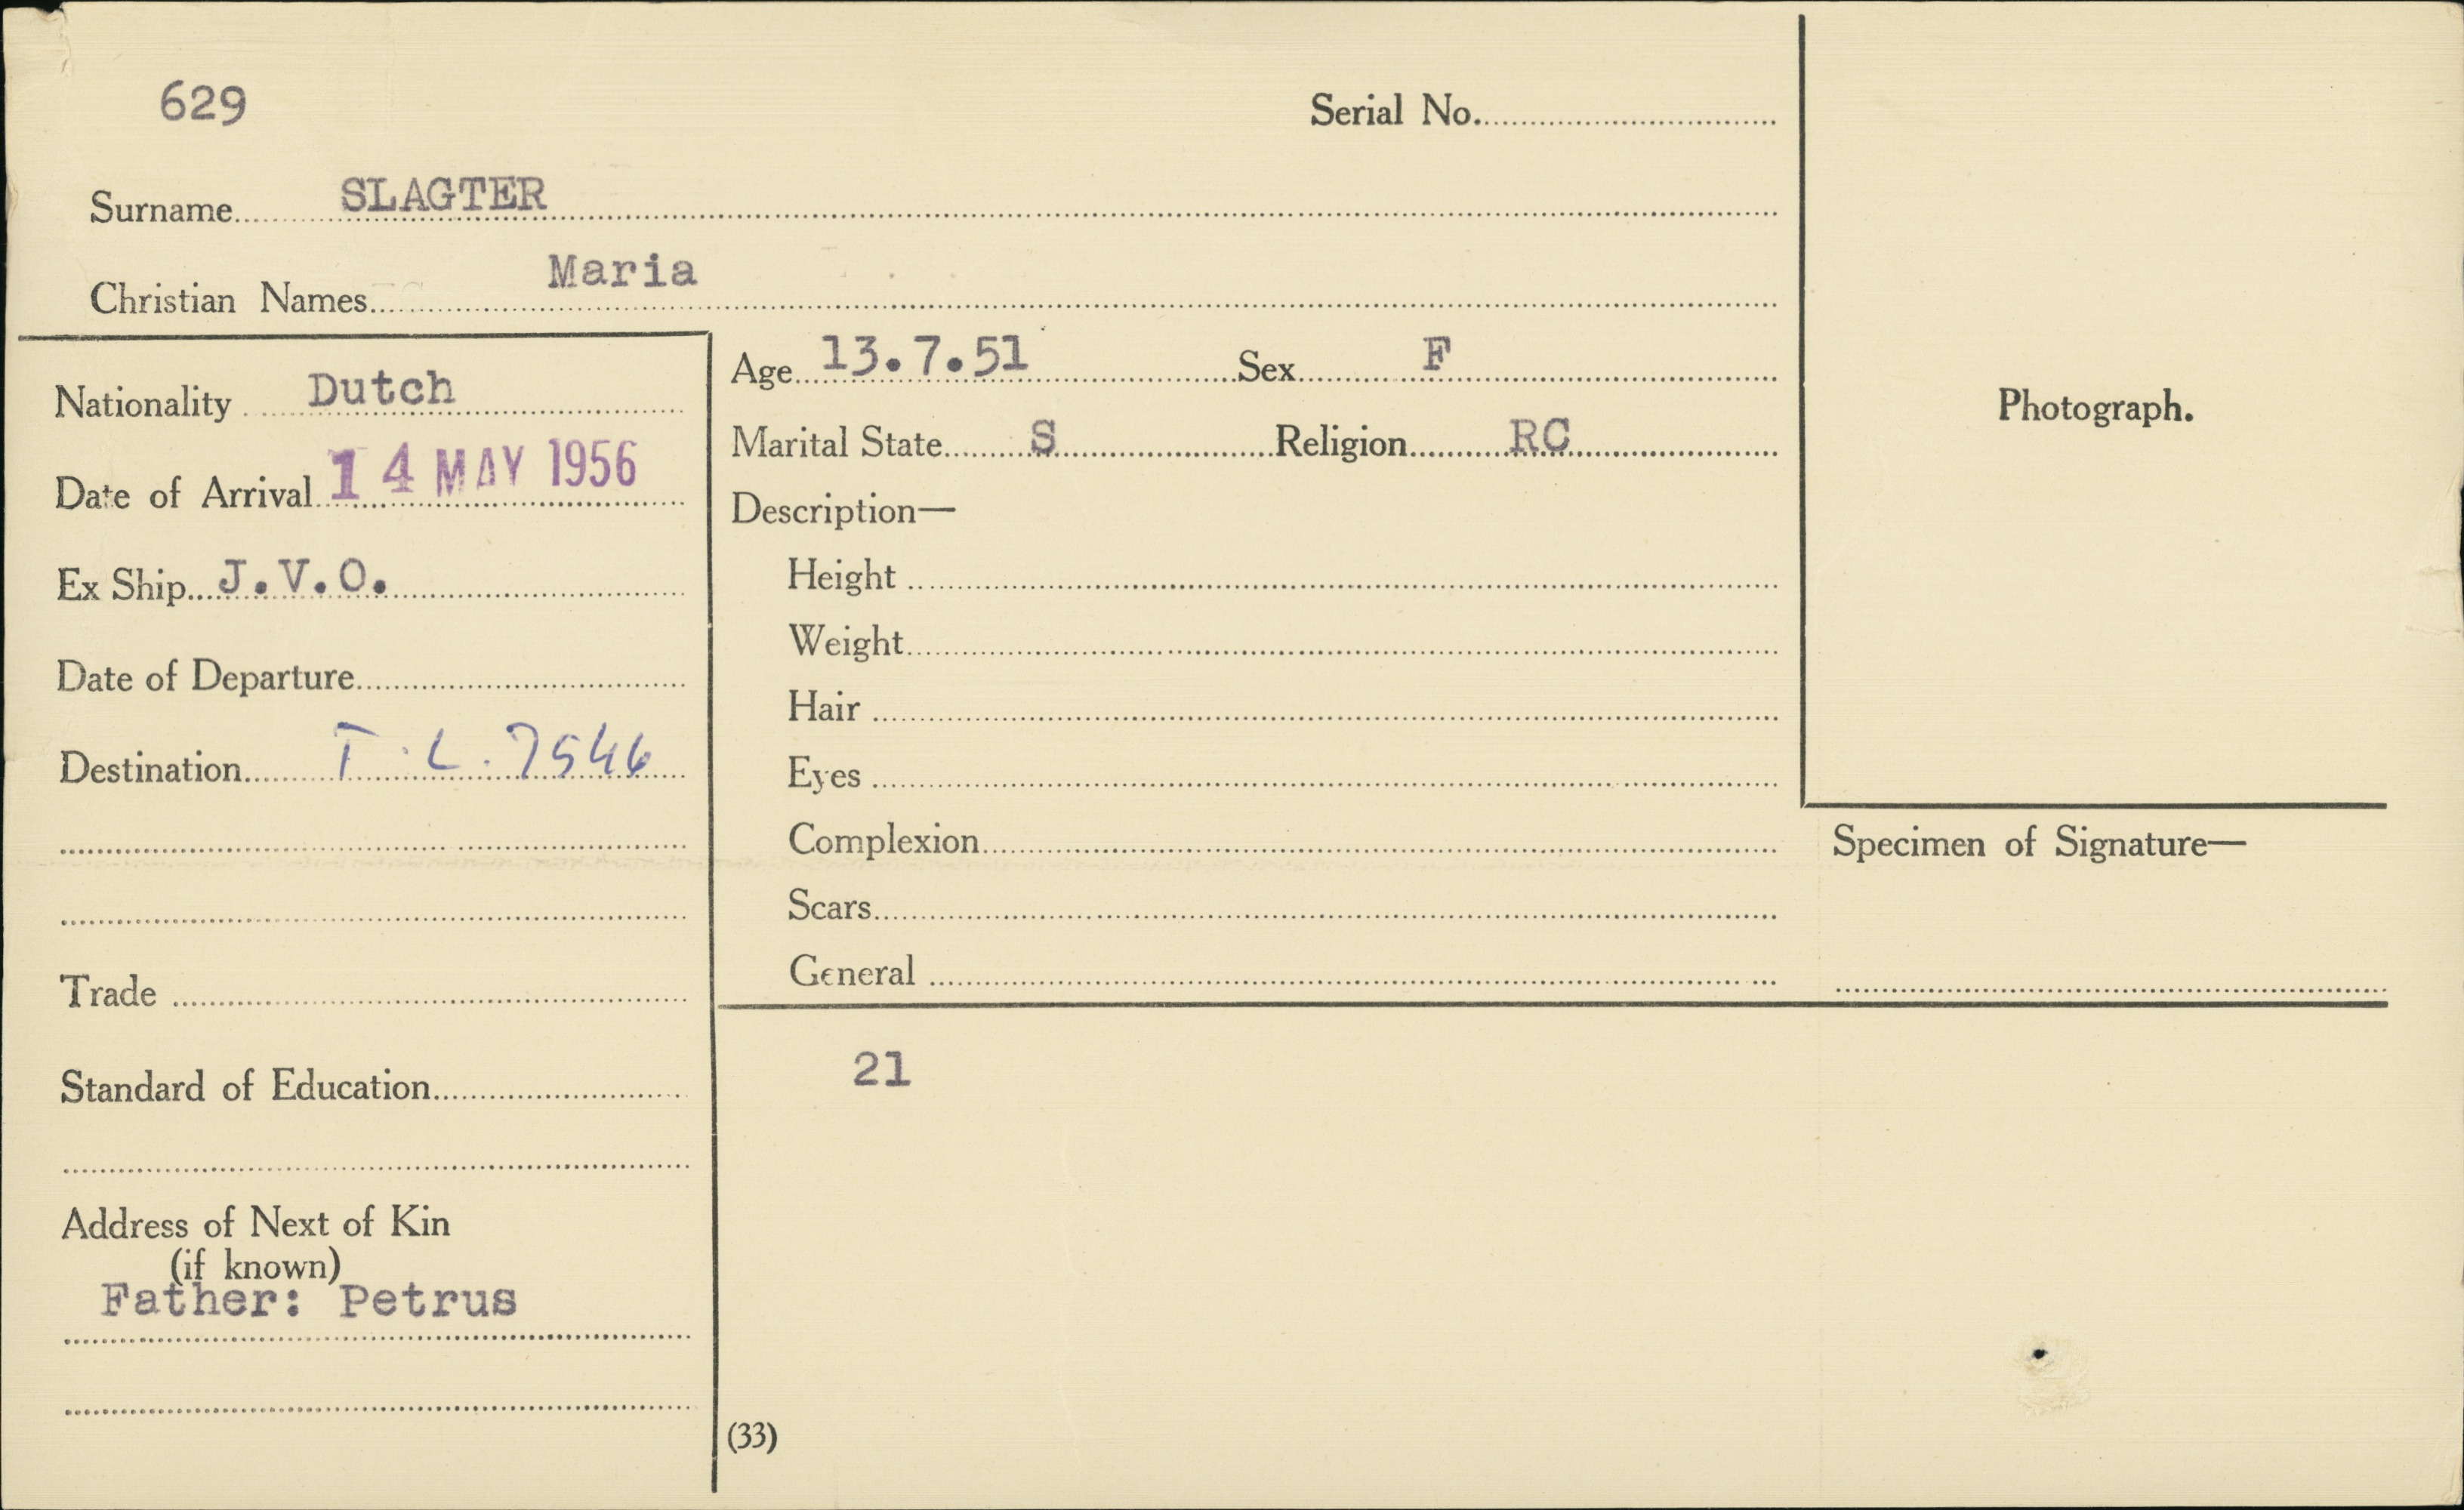 629
Serial No.
Surname SLAGTER
Christian Names Maria
Nationality Dutch
Date of Arrival 14 MAY 1956
Ex Ship J.V.O.
Date of Departure
Destination T.L. 7546
Trade
Standard of Education
Address of Next of Kin
(if known)
Father: Petrus
Age 13.7.51 Sex F
Marital State S Religion RC
Description—
Height
Weight
Hair
Eyes
Complexion
Scars
General
21
(33)
Photograph.
Specimen of Signature—